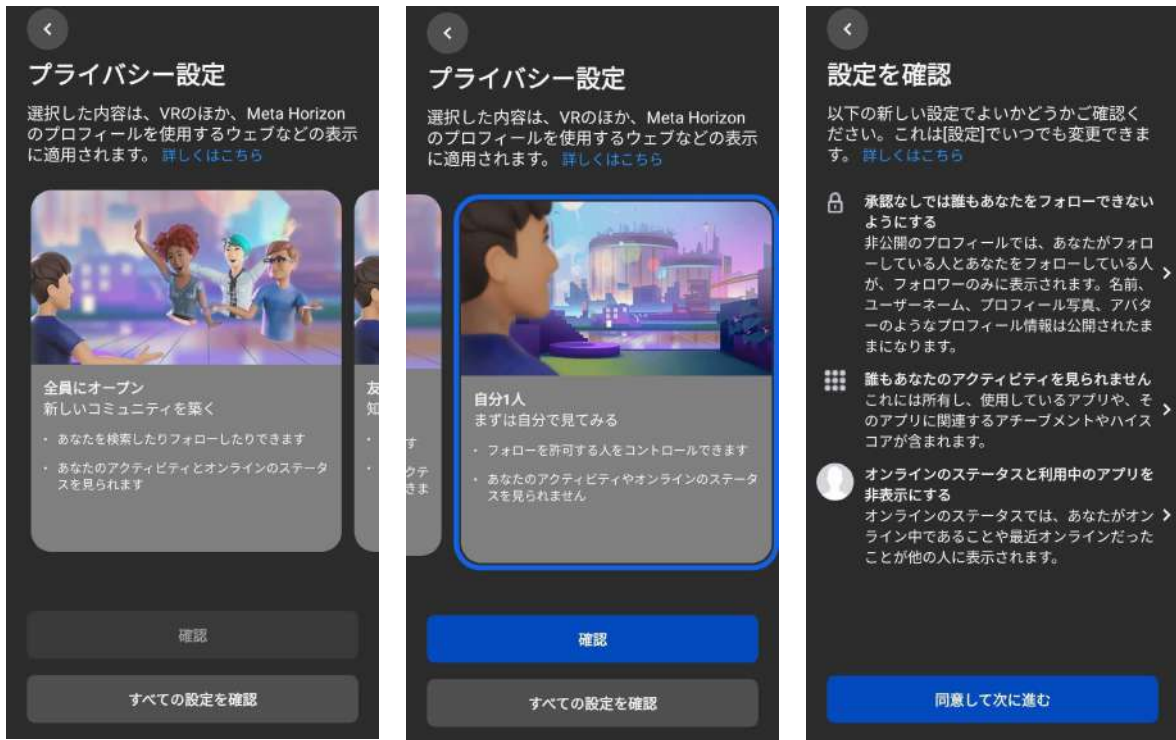 プライバシー設定
選択した内容は、VRのほか、Meta Horizon
のプロフィールを使用するウェブなどの表示
に適用されます。 詳しくはこちら
全員にオープン
新しいコミュニティを築く
・ あなたを検索したりフォローしたりできます
・ あなたのアクティビティとオンラインのステータ
スを見られます
友
知
確認
すべての設定を確認
プライバシー設定
選択した内容は、VRのほか、Meta Horizon
のプロフィールを使用するウェブなどの表示
に適用されます。 詳しくはこちら
す
クテ
きま
自分1人
まずは自分で見てみる
・ フォローを許可する人をコントロールできます
・ あなたのアクティビティやオンラインのステータ
スを見られません
確認
すべての設定を確認
設定を確認
以下の新しい設定でよいかどうかご確認く
ださい。これは[設定]でいつでも変更できま
す。 詳しくはこちら
承認なしでは誰もあなたをフォローできない
ようにする
非公開のプロフィールでは、あなたがフォロ
ーしている人とあなたをフォローしている人
が、フォロワーのみに表示されます。名前、
ユーザーネーム、プロフィール写真、アバタ
ーのようなプロフィール情報は公開されたま
まになります。
誰もあなたのアクティビティを見られません
これには所有し、使用しているアプリや、そ
のアプリに関連するアチーブメントやハイス
コアが含まれます。
オンラインのステータスと利用中のアプリを
非表示にする
オンラインのステータスでは、あなたがオン
ライン中であることや最近オンラインだった
ことが他の人に表示されます。
同意して次に進む